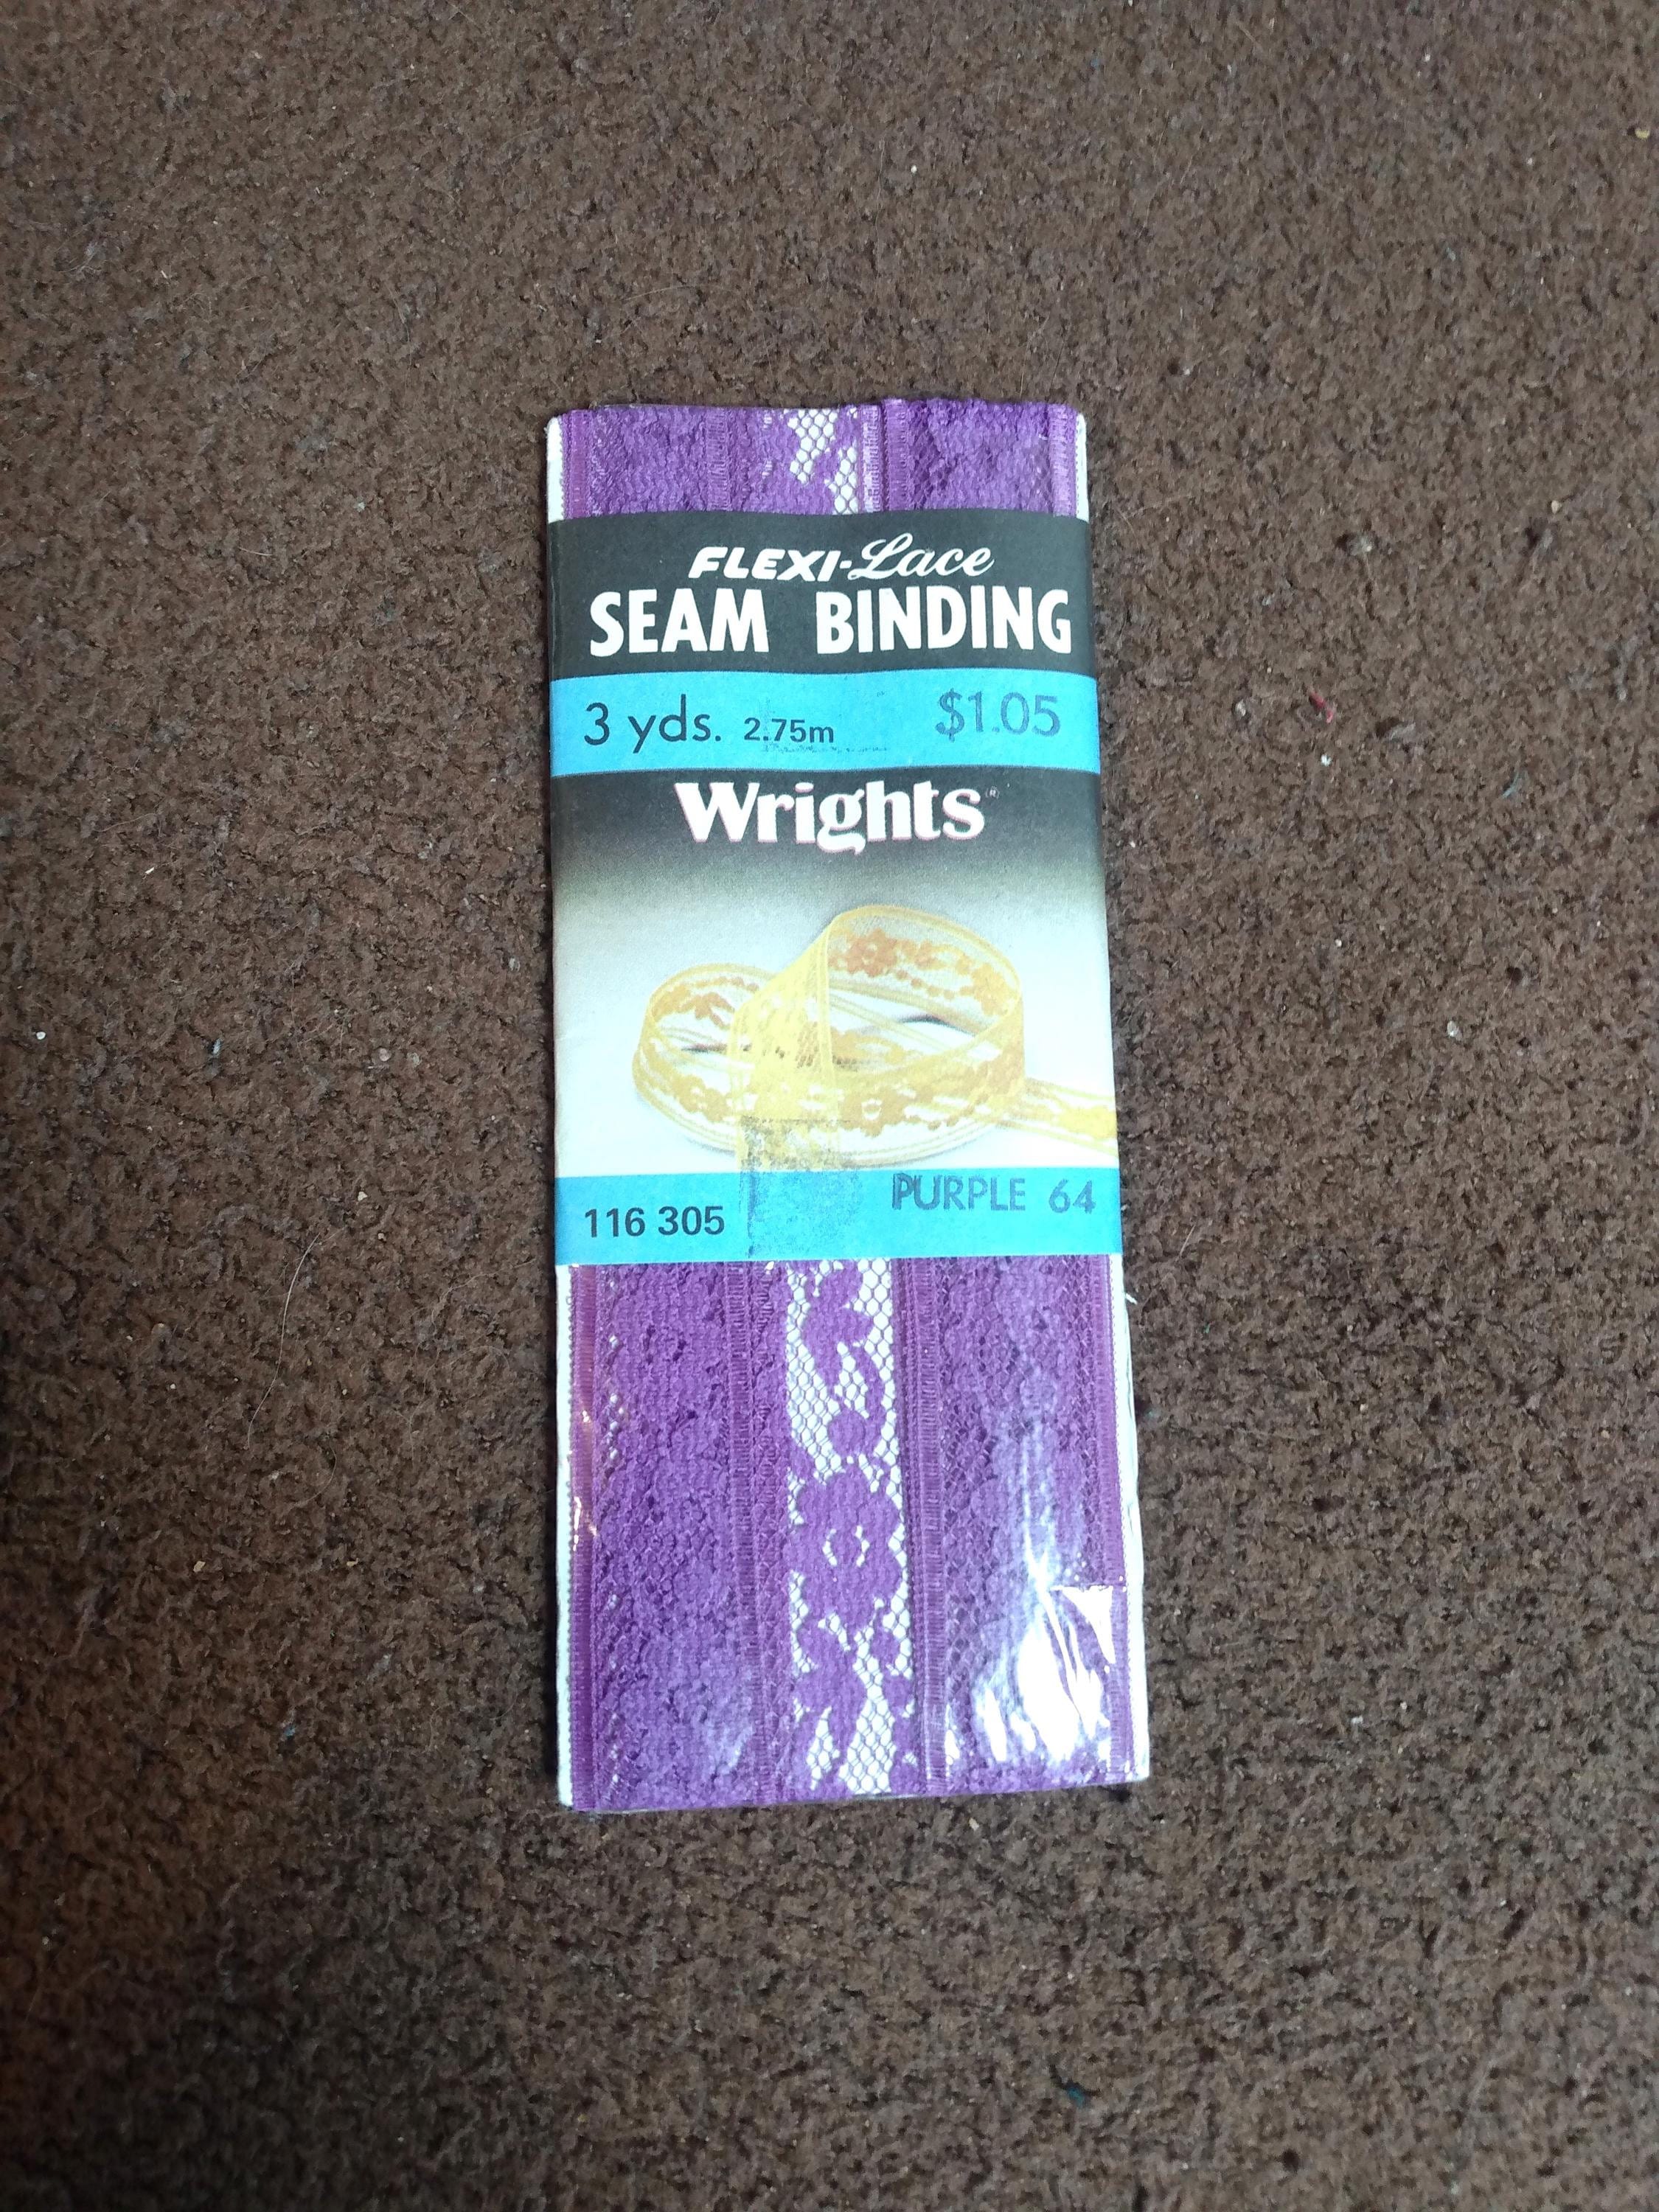 FLEXI-Lace
SEAM BINDING
3 yds. 2.75m $1.05
Wrights®
PURPLE 64
116 305